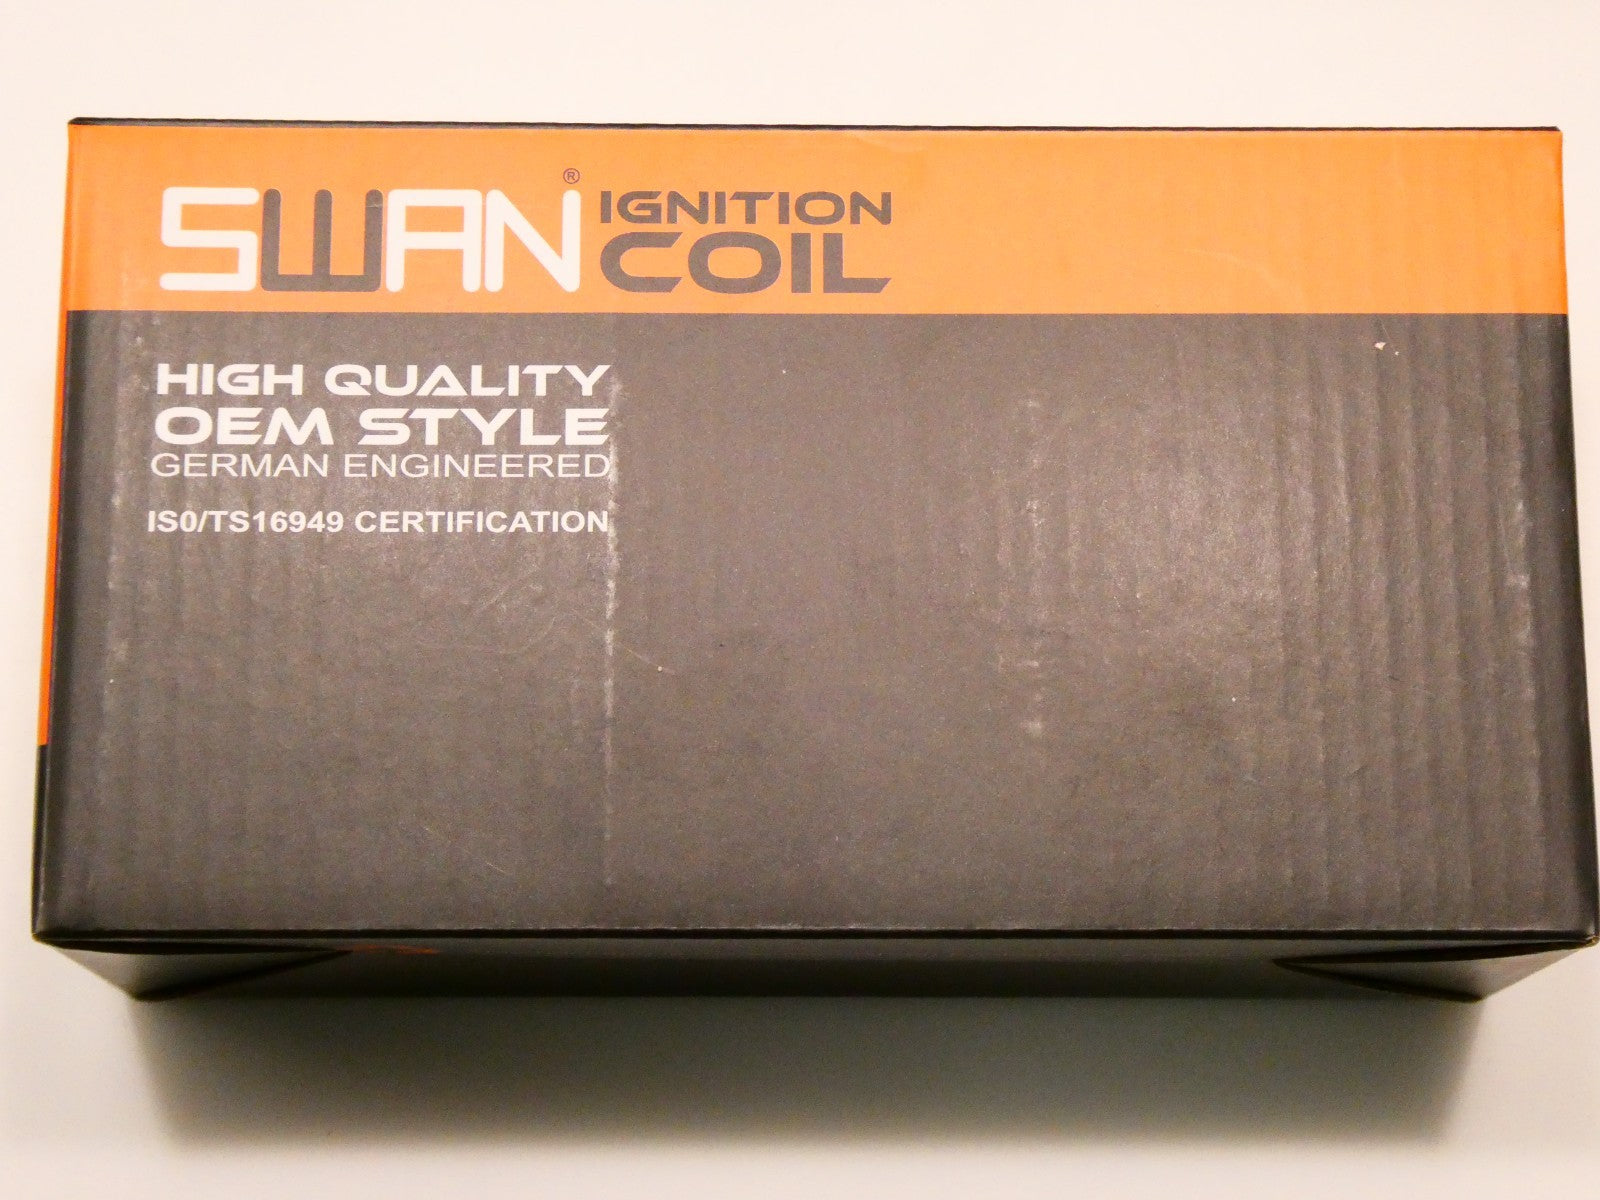 SWAN® IGNITION
COIL
HIGH QUALITY
OEM STYLE
GERMAN ENGINEERED
IS0/TS16949 CERTIFICATION